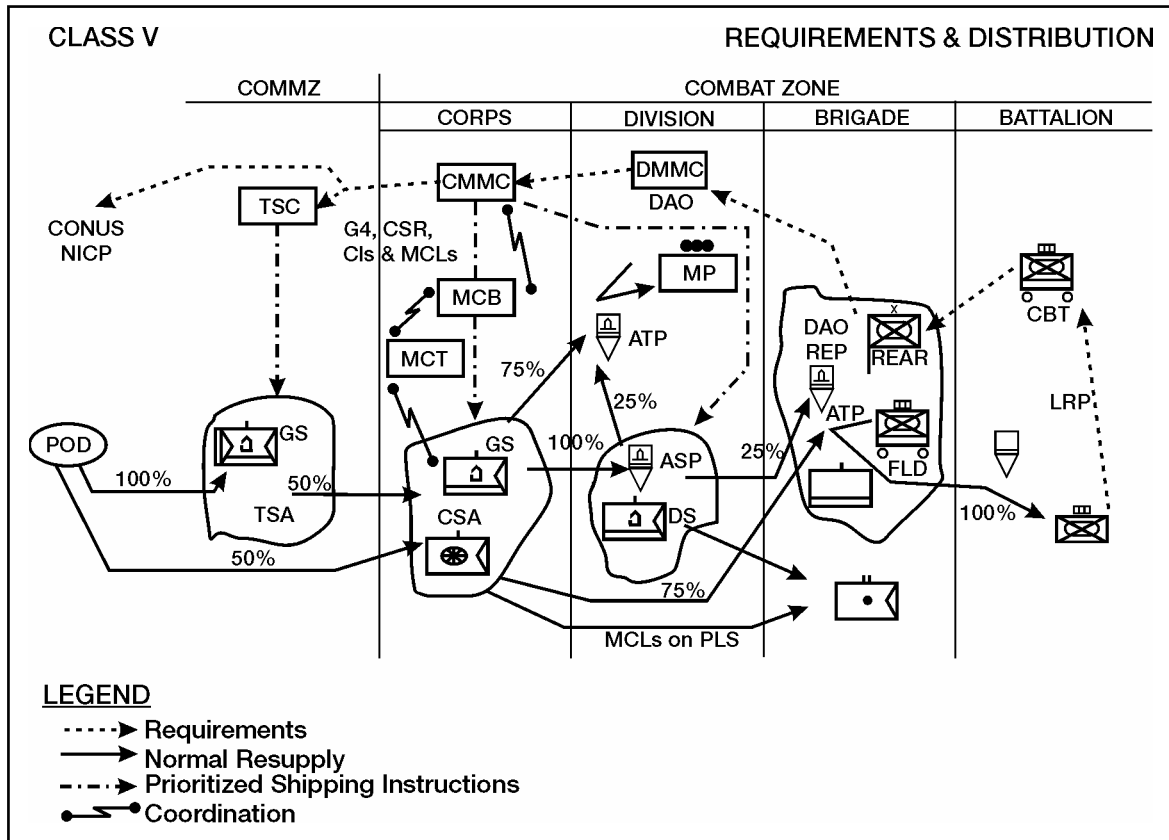 CLASS V
REQUIREMENTS & DISTRIBUTION
COMMZ
COMBAT ZONE
CORPS
DIVISION
BRIGADE
BATTALION
CONUS
NICP
TSC
CMMC
DMMC
DAO
G4, CSR,
CIs & MCLs
MCB
MCT
MP
ATP
75%
25%
DAO
REP
X
REAR
ATP
FLD
CBT
LRP
POD
100%
GS
TSA
50%
50%
GS
CSA
100%
ASP
DS
25%
75%
100%
MCLs on PLS
LEGEND
Requirements
Normal Resupply
Prioritized Shipping Instructions
Coordination